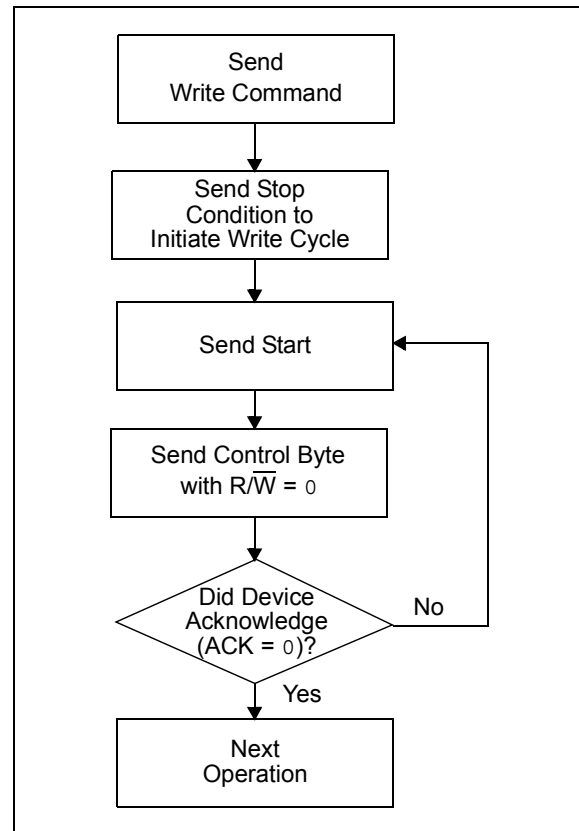 Send
Write Command
Send Stop
Condition to
Initiate Write Cycle
Send Start
Send Control Byte
with R/W̅ = 0
Did Device
Acknowledge
(ACK = 0)?
No
Yes
Next
Operation